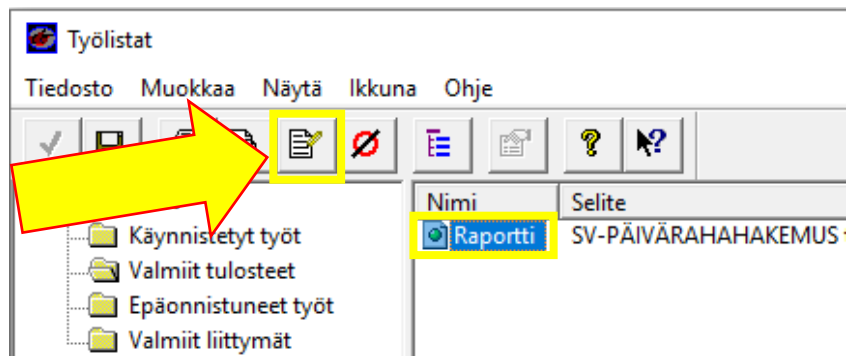 Työlistat
Tiedosto Muokkaa Näytä Ikkuna Ohje
Nimi Selite
Raportti SV-PÄIVÄRAHAHAKEMUS
Käynnistetyt työt
Valmiit tulosteet
Epäonnistuneet työt
Valmiit liittymät